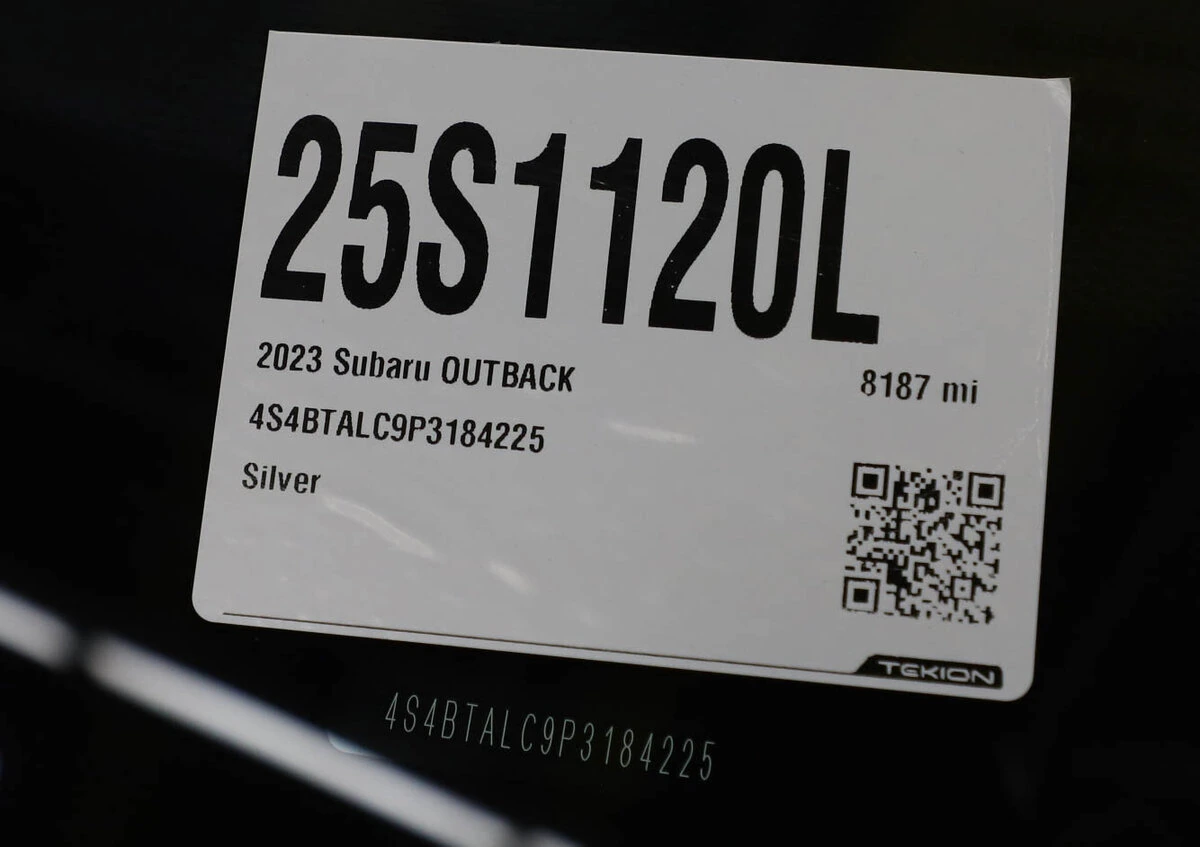 25S1120L
2023 Subaru OUTBACK
8187 mi
4S4BTALC9P3184225
Silver
TEKION
4S4BTALC9P3184225